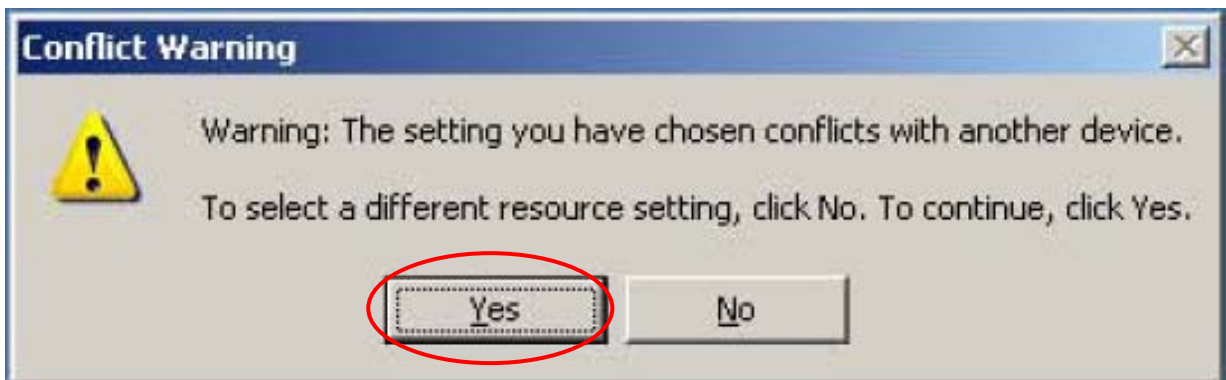 Conflict Warning
Warning: The setting you have chosen conflicts with another device.
To select a different resource setting, click No. To continue, click Yes.
Yes No